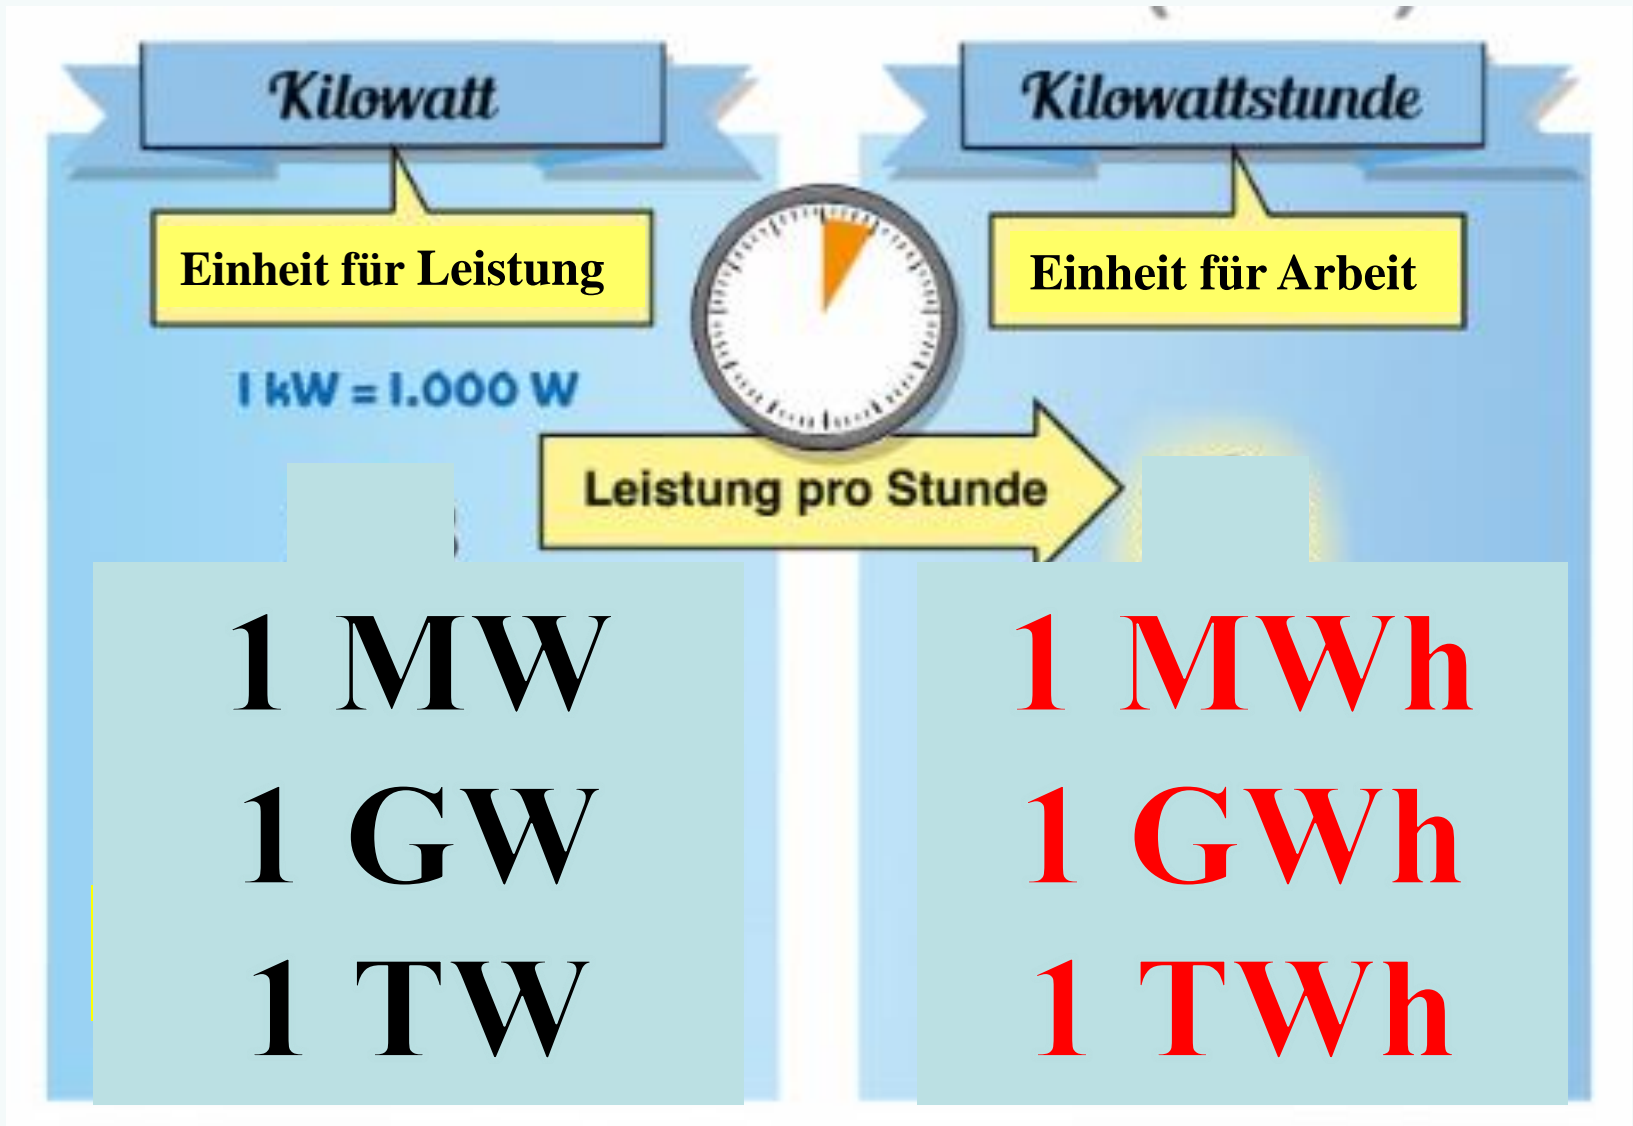 Kilowatt
Kilowattstunde
Einheit für Leistung
Einheit für Arbeit
1 kW = 1.000 W
Leistung pro Stunde
1 MW
1 GW
1 TW
1 MWh
1 GWh
1 TWh